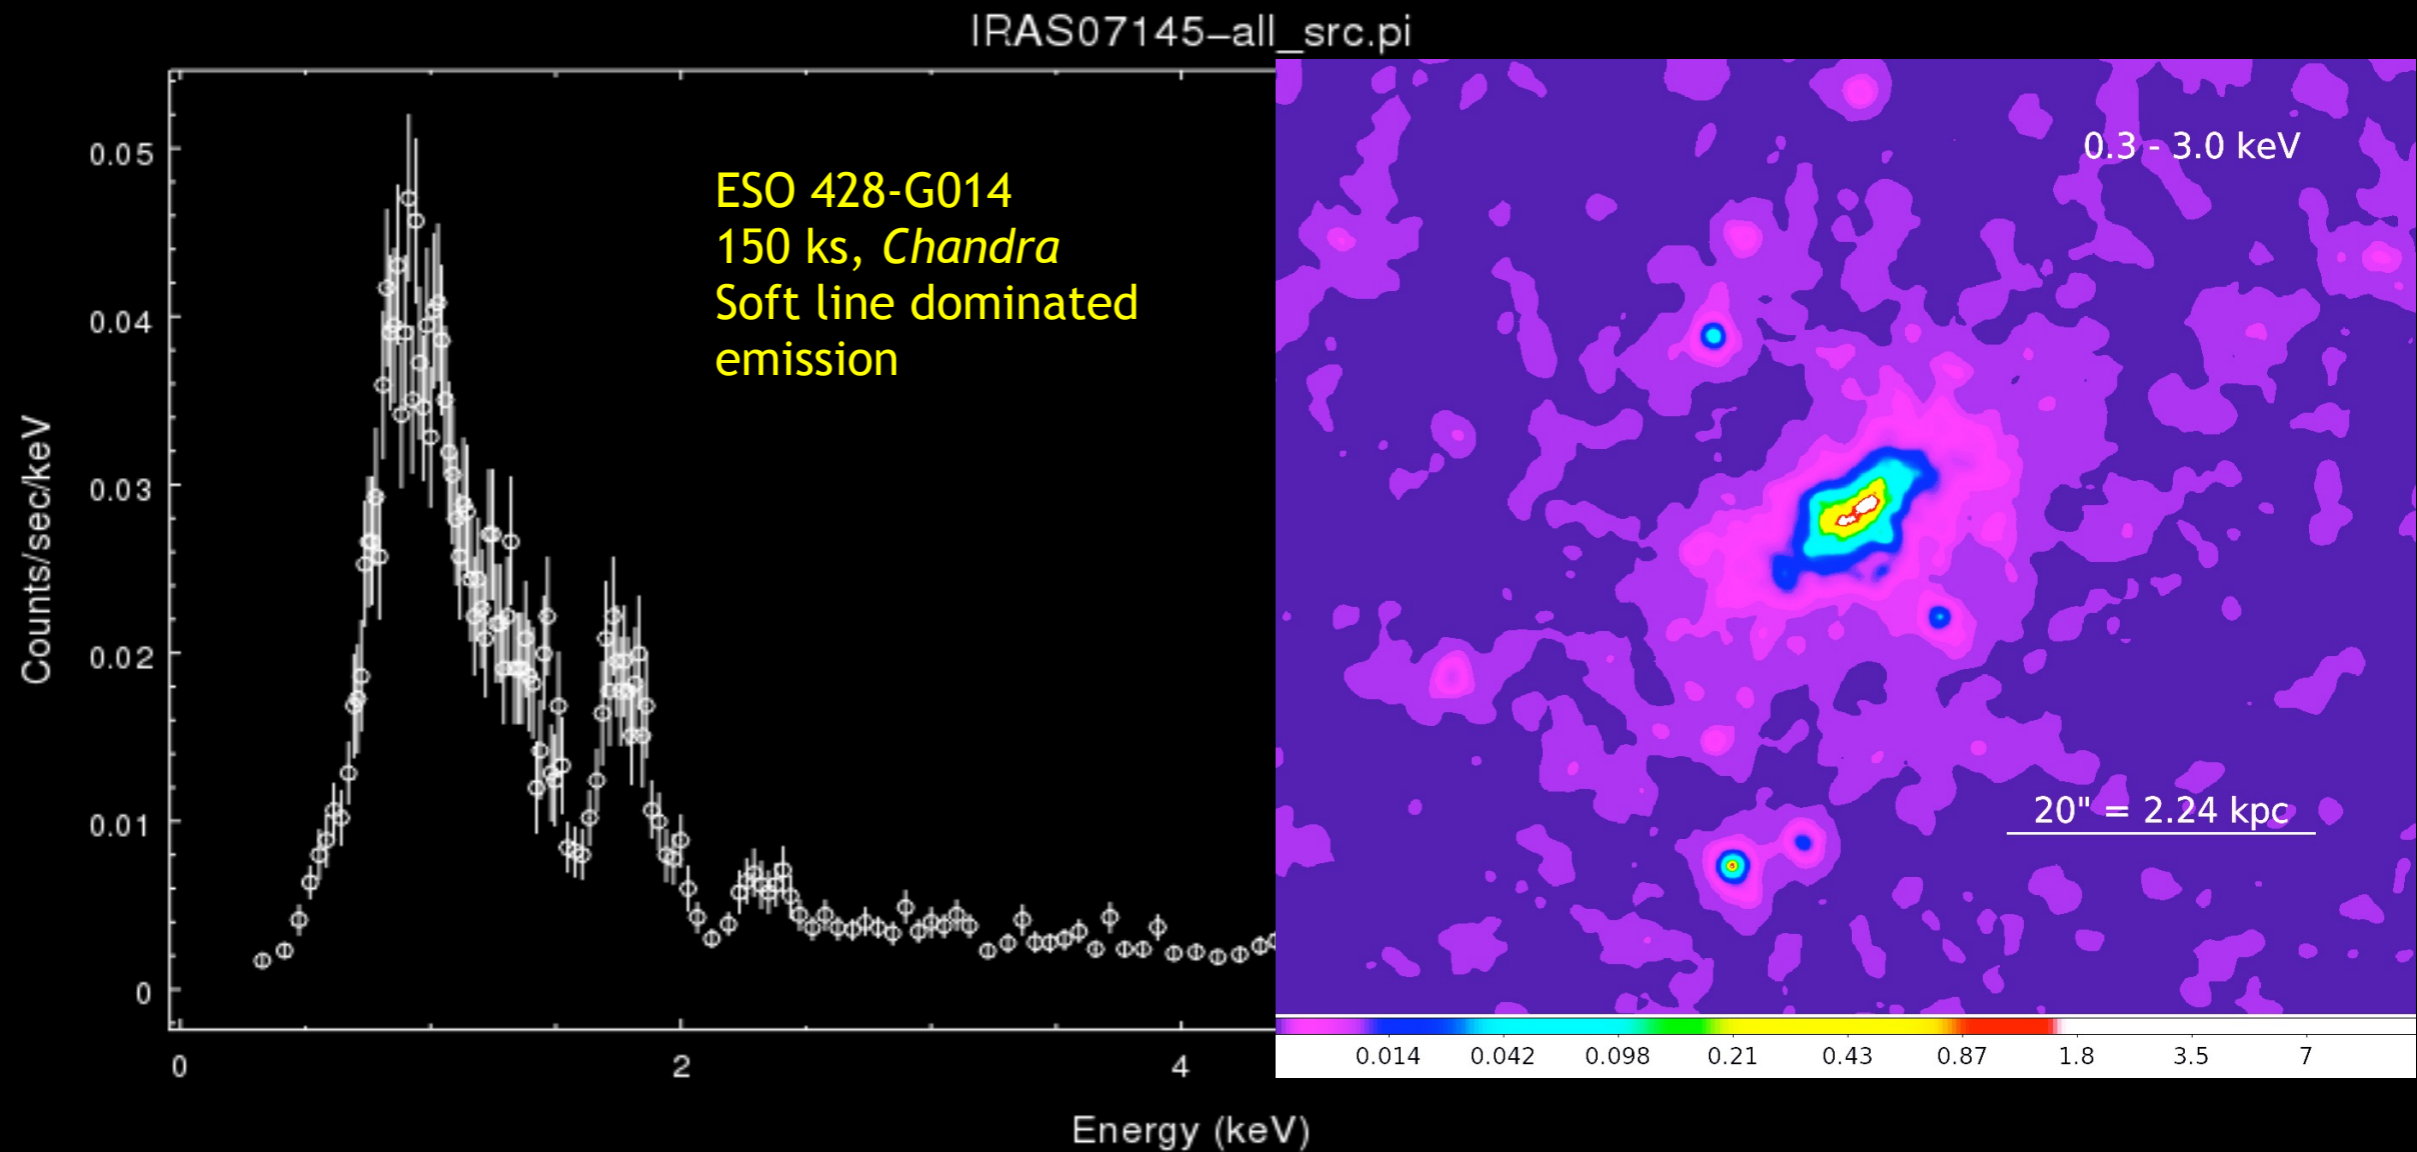 IRAS07145–all_src.pi
Counts/sec/keV
0.05
0.04
0.03
0.02
0.01
0
0
2
4
Energy (keV)
ESO 428-G014
150 ks, Chandra
Soft line dominated
emission
0.3 - 3.0 keV
20" = 2.24 kpc
0.014 0.042 0.098 0.21 0.43 0.87 1.8 3.5 7